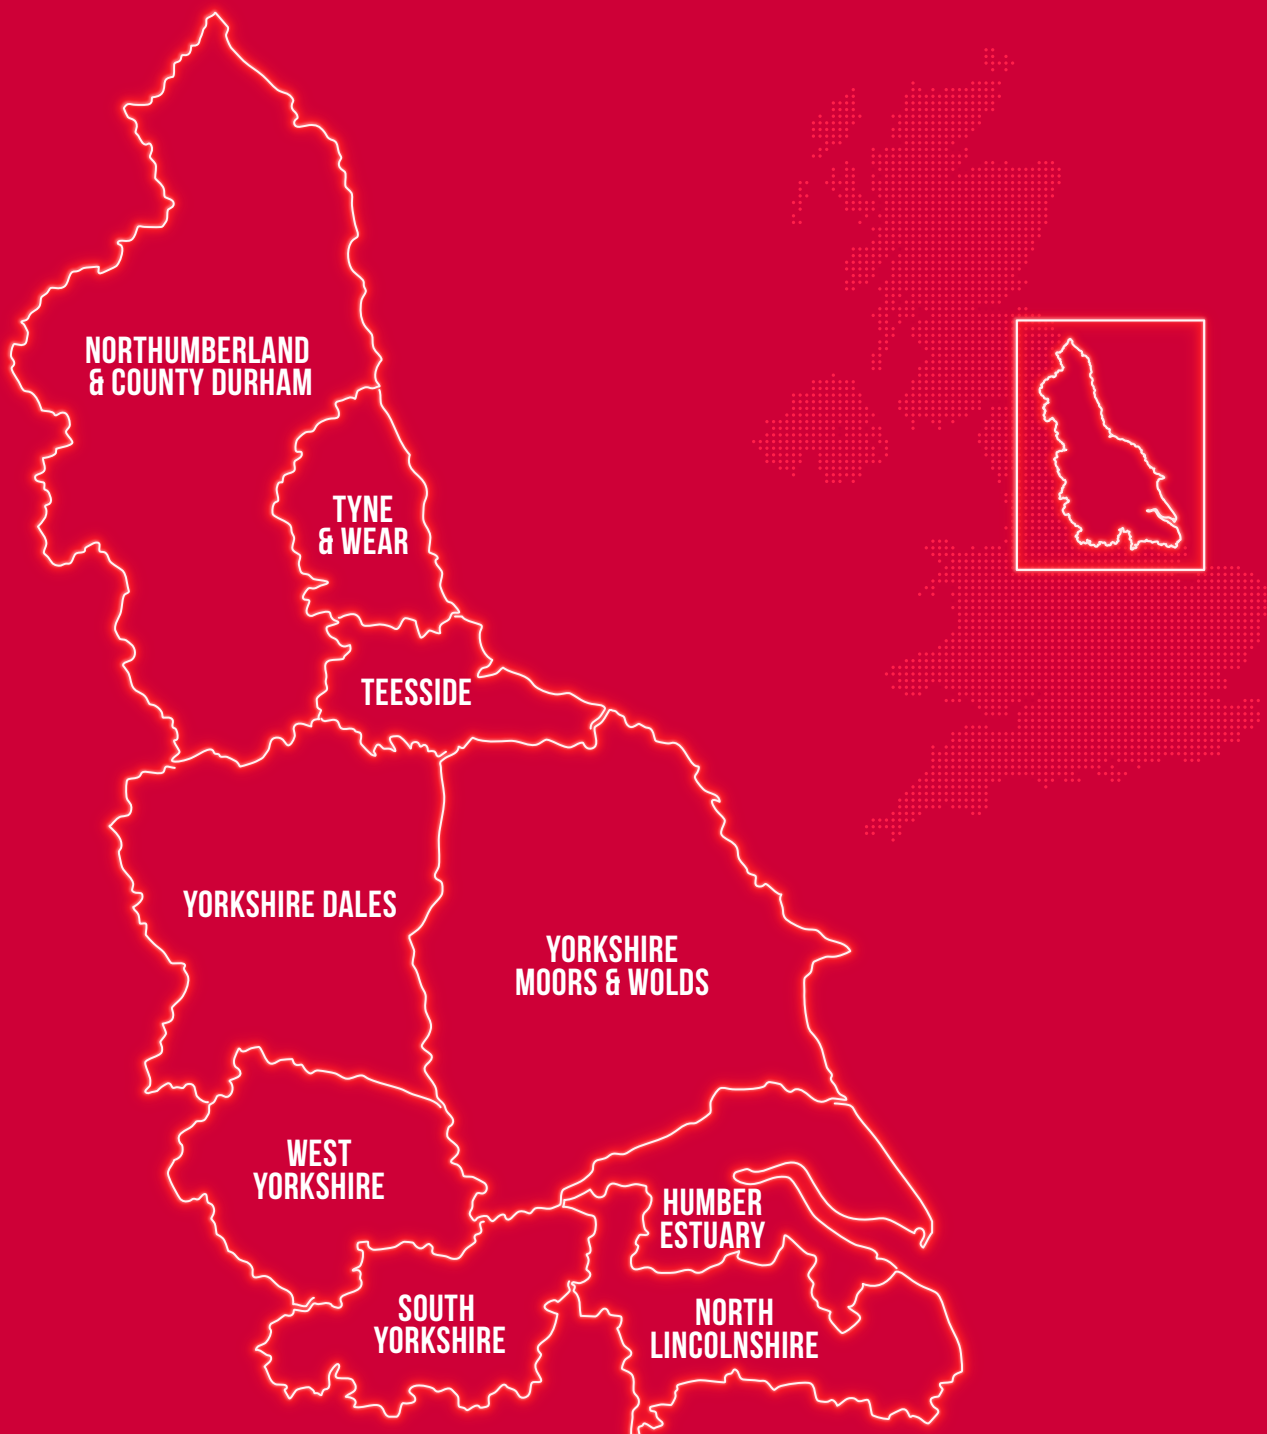 NORTHUMBERLAND
& COUNTY DURHAM
TYNE
& WEAR
TEESSIDE
YORKSHIRE DALES
YORKSHIRE
MOORS & WOLDS
WEST
YORKSHIRE
HUMBER
ESTUARY
SOUTH
YORKSHIRE
NORTH
LINCOLNSHIRE